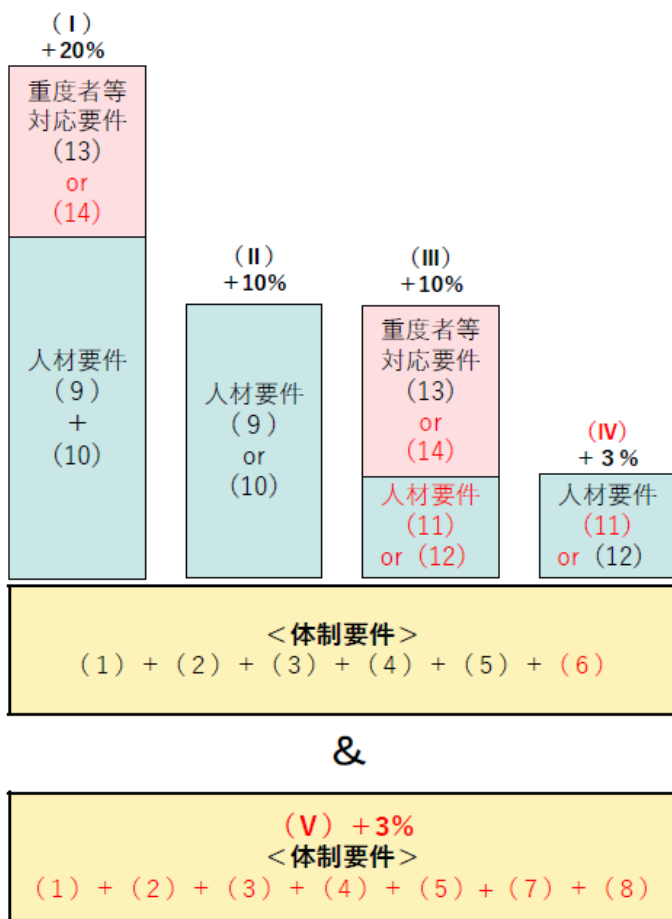 (Ⅰ)
+20%
重度者等
対応要件
(13)
or
(14)
人材要件
(9)
+
(10)
(Ⅱ)
+10%
人材要件
(9)
or
(10)
(Ⅲ)
+10%
重度者等
対応要件
(13)
or
(14)
人材要件
(11)
or (12)
(Ⅳ)
+3%
人材要件
(11)
or (12)
<体制要件>
(1) + (2) + (3) + (4) + (5) + (6)
&
(Ⅴ) +3%
<体制要件>
(1) + (2) + (3) + (4) + (5) + (7) + (8)